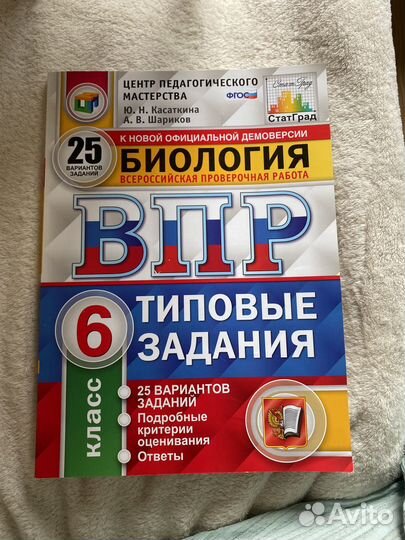 ЦЕНТР ПЕДАГОГИЧЕСКОГО
МАСТЕРСТВА
Ю. Н. Касаткина
А. В. Шариков
ФГОС
СтатГрад
К НОВОЙ ОФИЦИАЛЬНОЙ ДЕМОВЕРСИИ
25
ВАРИАНТОВ
ЗАДАНИЙ
БИОЛОГИЯ
ВСЕРОССИЙСКАЯ ПРОВЕРОЧНАЯ РАБОТА
ВПР
6
класс
ТИПОВЫЕ
ЗАДАНИЯ
25 ВАРИАНТОВ
ЗАДАНИЙ
Подробные
критерии
оценивания
Ответы
Avito